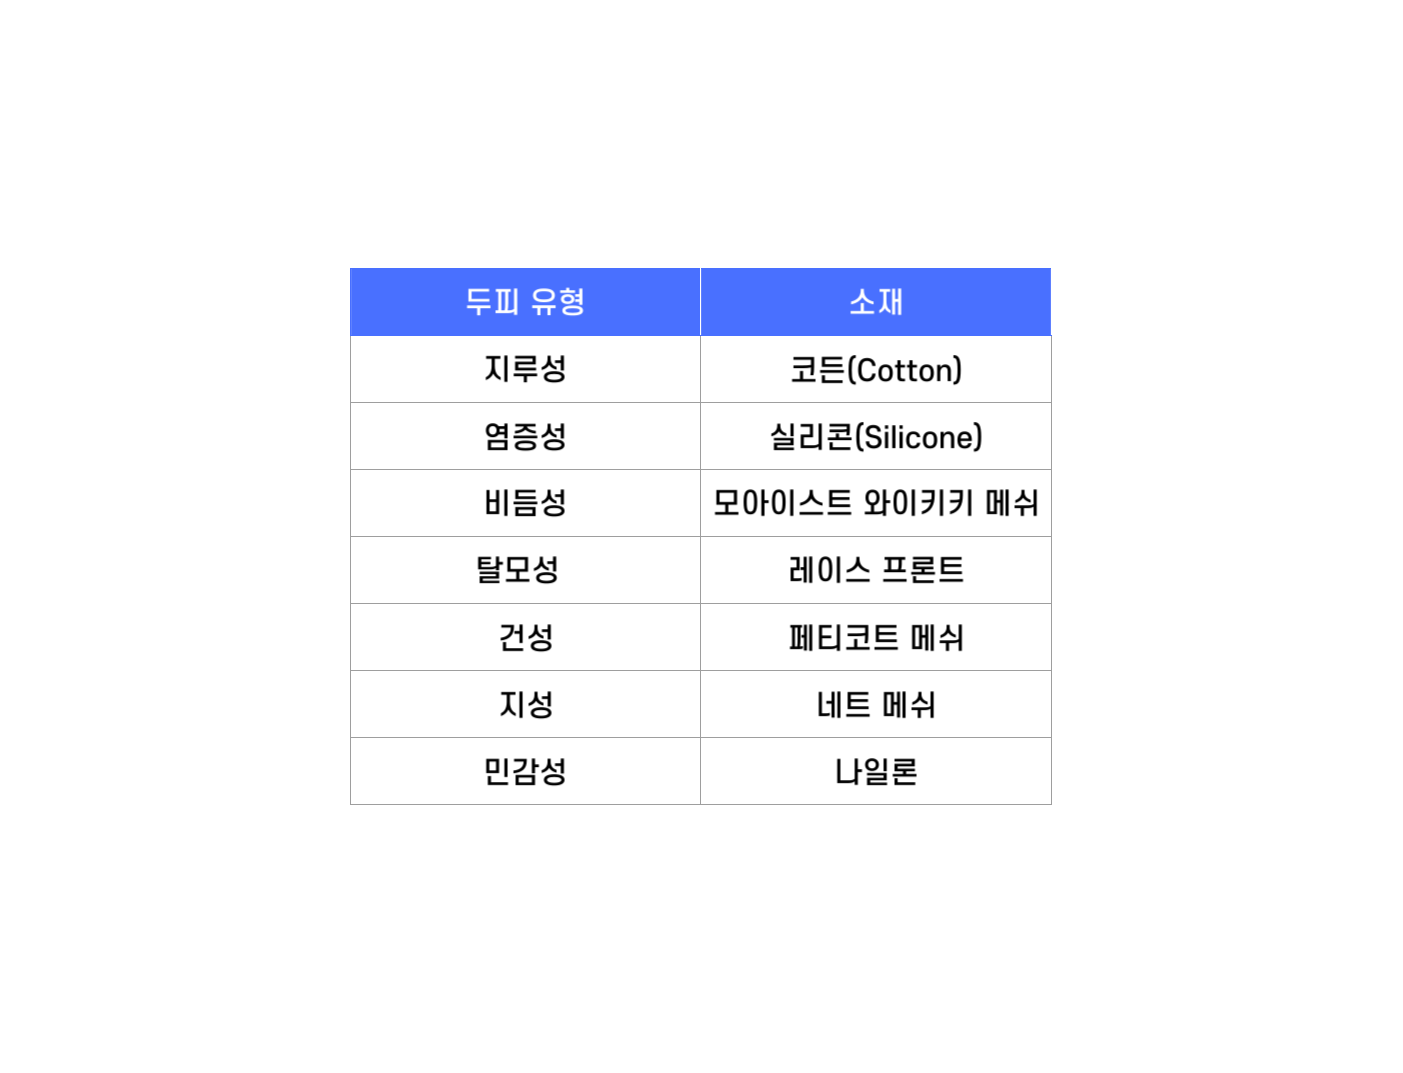 두피 유형 소재
지루성 코든(Cotton)
염증성 실리콘(Silicone)
비듬성 모아이스트 와이키키 메쉬
탈모성 레이스 프론트
건성 페티코트 메쉬
지성 네트 메쉬
민감성 나일론